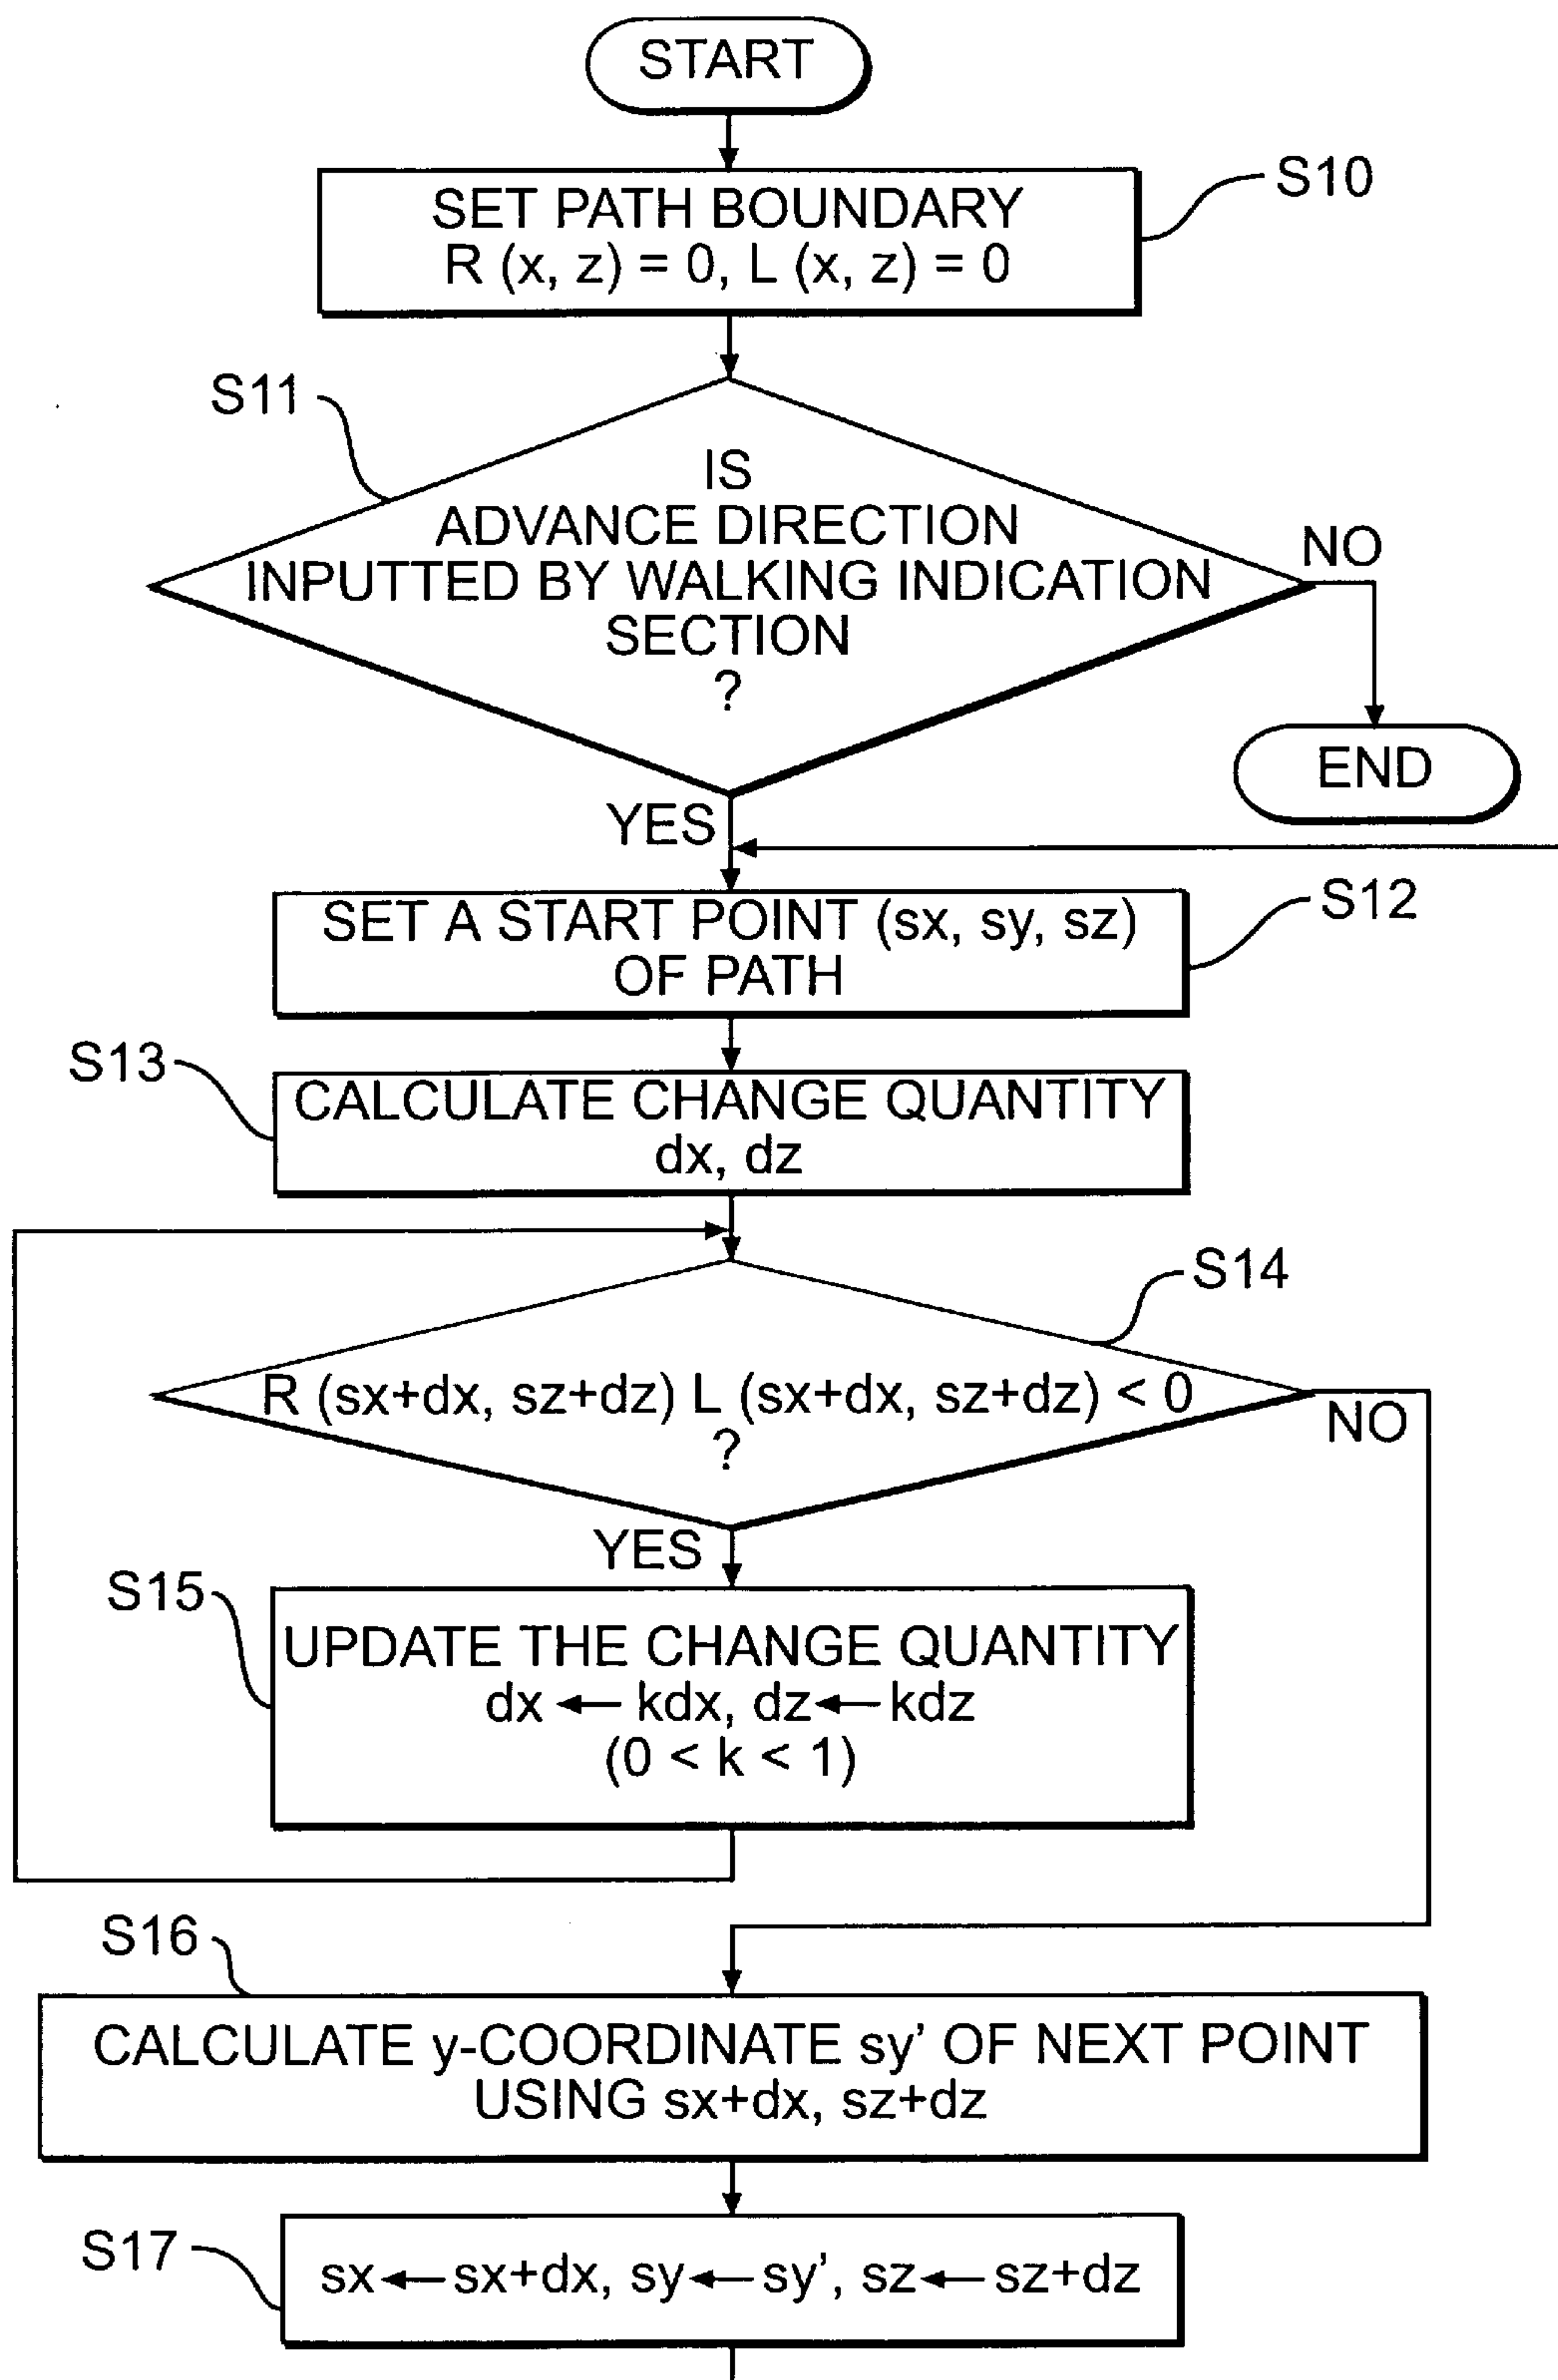 START
S10
SET PATH BOUNDARY
R (x, z) = 0, L (x, z) = 0
S11
IS
ADVANCE DIRECTION
INPUTTED BY WALKING INDICATION
SECTION
?
NO
END
YES
S12
SET A START POINT (sx, sy, sz)
OF PATH
S13
CALCULATE CHANGE QUANTITY
dx, dz
S14
R (sx+dx, sz+dz) L (sx+dx, sz+dz) < 0
?
NO
YES
S15
UPDATE THE CHANGE QUANTITY
dx ← kdx, dz ← kdz
(0 < k < 1)
S16
CALCULATE y-COORDINATE sy' OF NEXT POINT
USING sx+dx, sz+dz
S17
sx ← sx+dx, sy ← sy', sz ← sz+dz